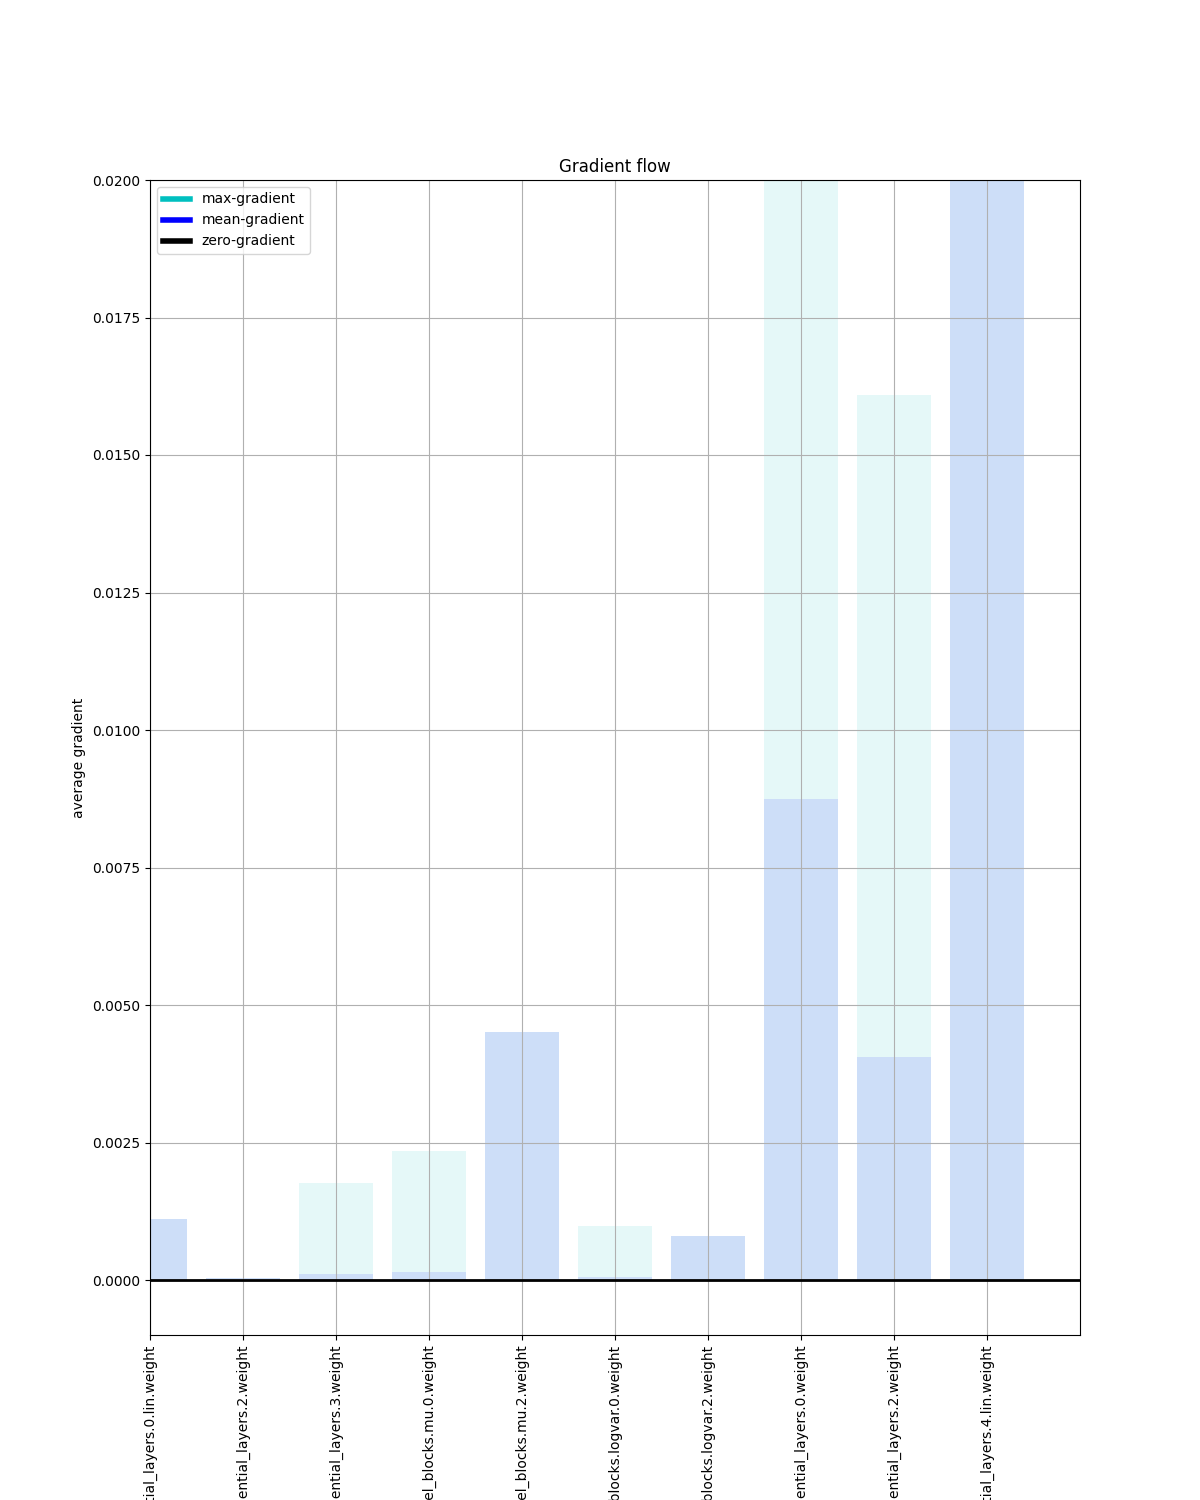 Gradient flow
max-gradient
mean-gradient
zero-gradient
0.0200
0.0175
0.0150
0.0125
0.0100
0.0075
0.0050
0.0025
0.0000
average gradient
tial_layers.0.lin.weight
ential_layers.2.weight
ential_layers.3.weight
el_blocks.mu.0.weight
el_blocks.mu.2.weight
blocks.logvar.0.weight
blocks.logvar.2.weight
ential_layers.0.weight
ential_layers.2.weight
tial_layers.4.lin.weight